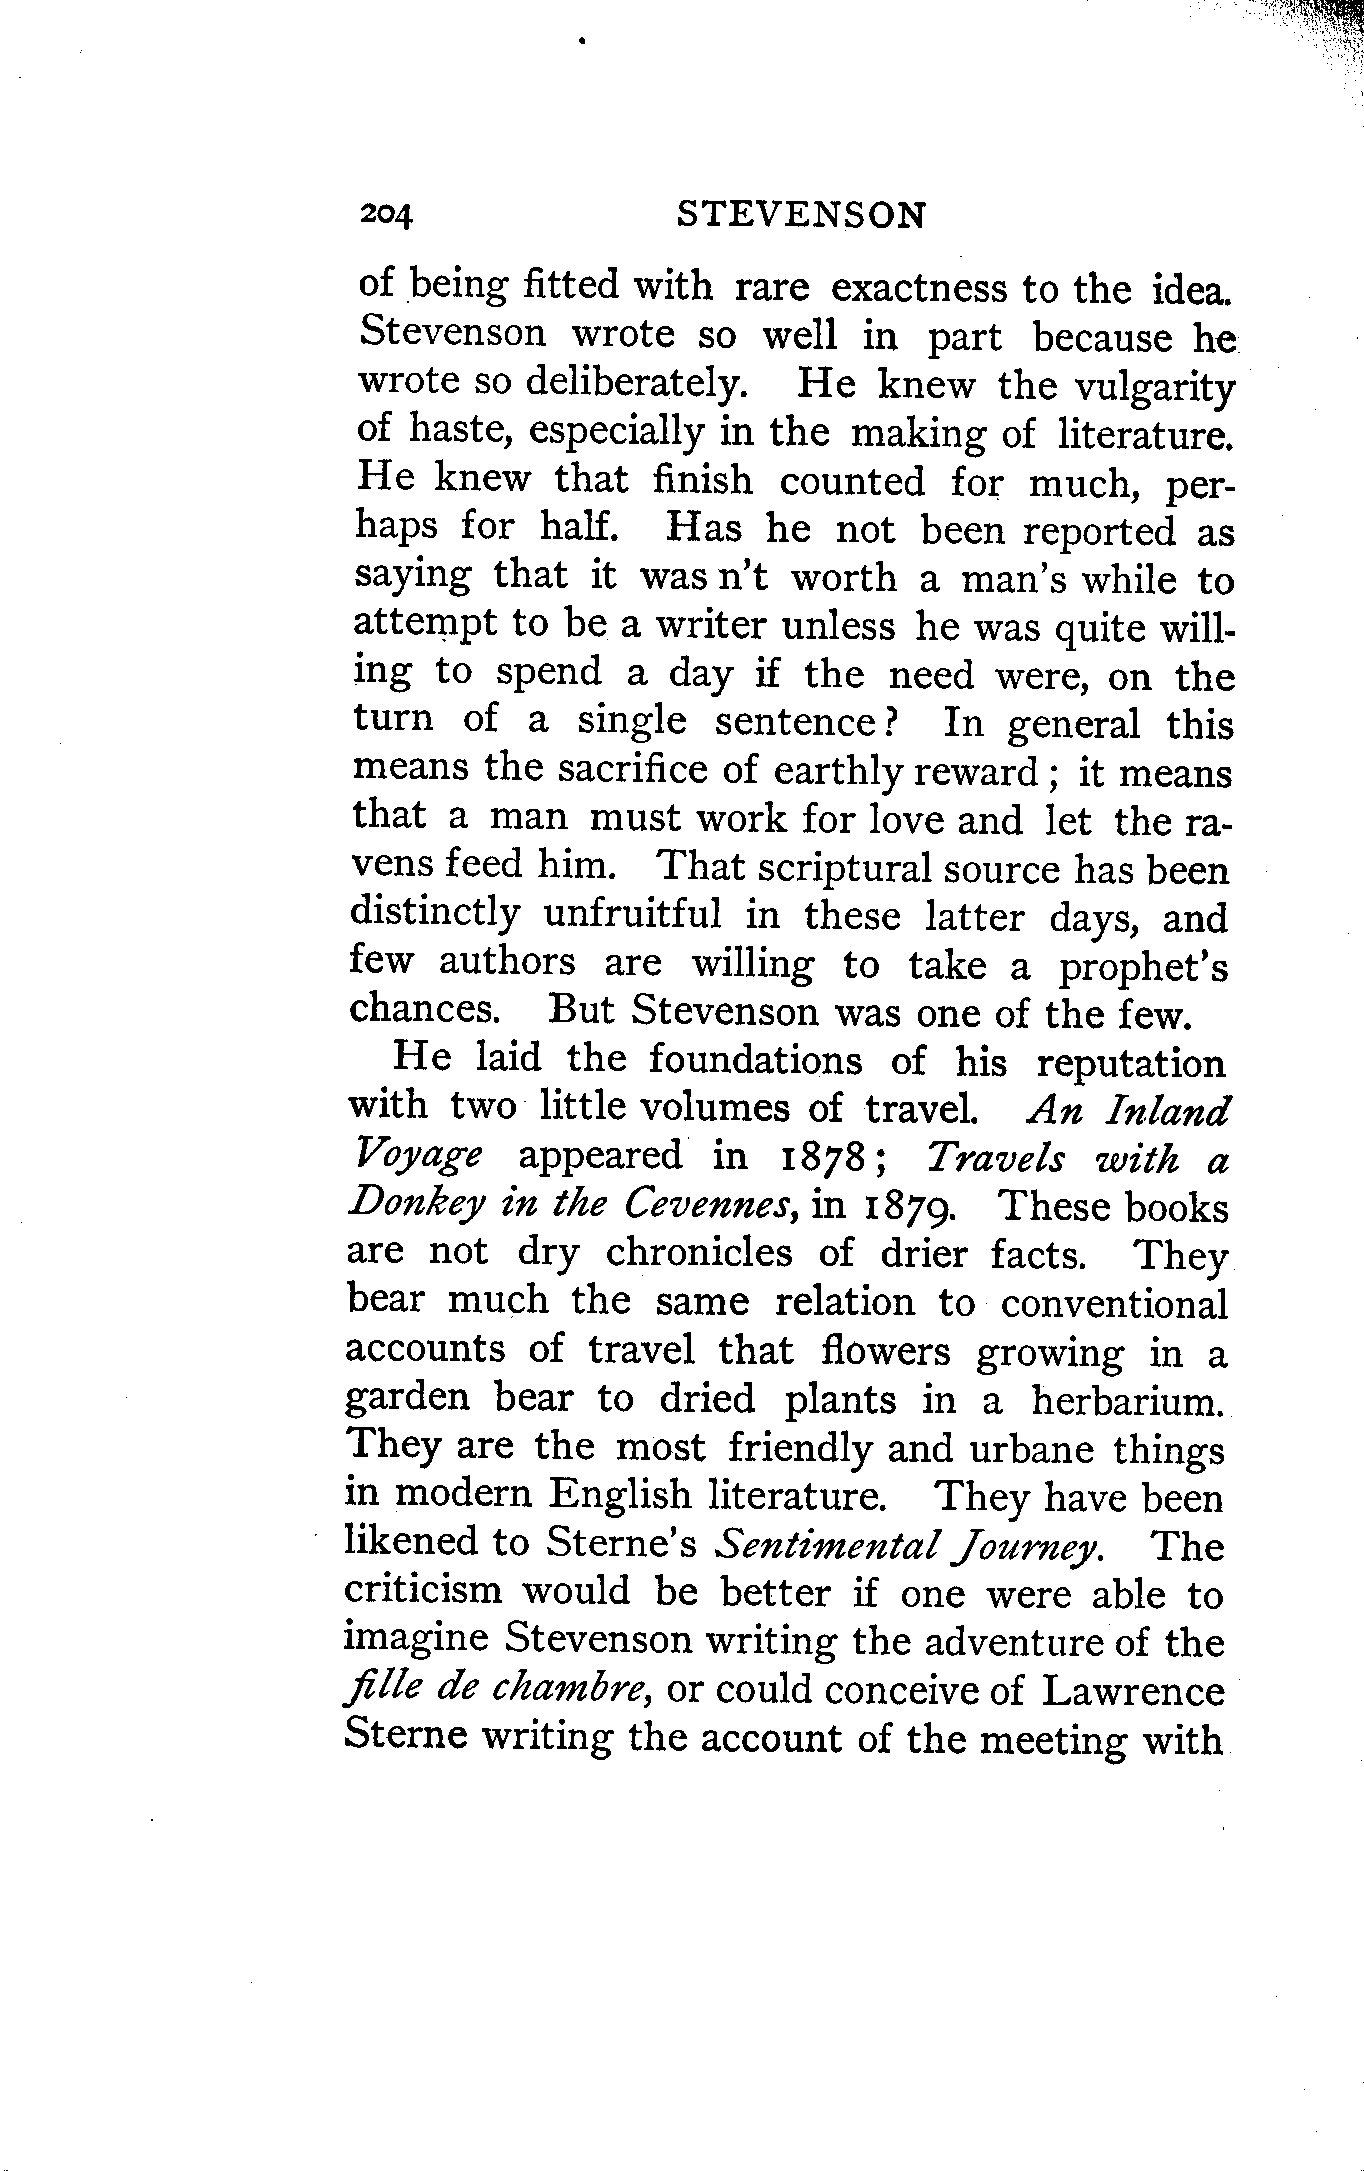 204 STEVENSON
of being fitted with rare exactness to the idea.
Stevenson wrote so well in part because he
wrote so deliberately. He knew the vulgarity
of haste, especially in the making of literature.
He knew that finish counted for much, per-
haps for half. Has he not been reported as
saying that it was n't worth a man's while to
attempt to be a writer unless he was quite will-
ing to spend a day if the need were, on the
turn of a single sentence? In general this
means the sacrifice of earthly reward; it means
that a man must work for love and let the ra-
vens feed him. That scriptural source has been
distinctly unfruitful in these latter days, and
few authors are willing to take a prophet's
chances. But Stevenson was one of the few.
He laid the foundations of his reputation
with two little volumes of travel. An Inland
Voyage appeared in 1878; Travels with a
Donkey in the Cevennes, in 1879. These books
are not dry chronicles of drier facts. They
bear much the same relation to conventional
accounts of travel that flowers growing in a
garden bear to dried plants in a herbarium.
They are the most friendly and urbane things
in modern English literature. They have been
likened to Sterne's Sentimental Journey. The
criticism would be better if one were able to
imagine Stevenson writing the adventure of the
fille de chambre, or could conceive of Lawrence
Sterne writing the account of the meeting with